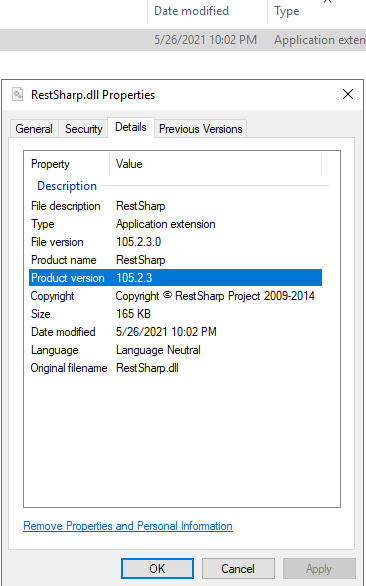 Date modified Type
5/26/2021 10:02 PM Application exten
RestSharp.dll Properties
General Security Details Previous Versions
Property Value
Description
File description RestSharp
Type Application extension
File version 105.2.3.0
Product name RestSharp
Product version 105.2.3
Copyright Copyright © RestSharp Project 2009-2014
Size 165 KB
Date modified 5/26/2021 10:02 PM
Language Language Neutral
Original filename RestSharp.dll
Remove Properties and Personal Information
OK Cancel Apply